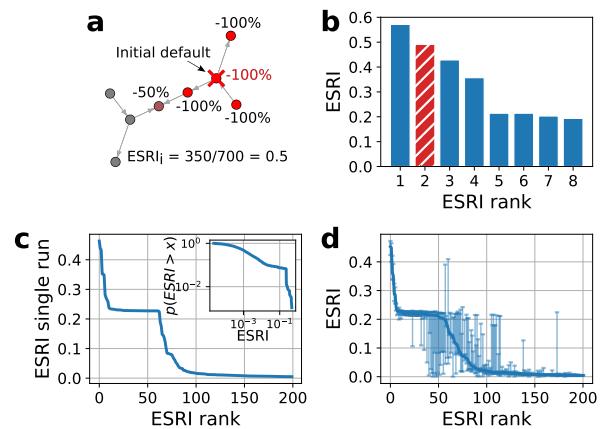 a
-100%
Initial default
-100%
-50%
-100%
-100%
ESRIi = 350/700 = 0.5
b
0.6
0.5
0.4
0.3
0.2
0.1
0.0
ESRI
1 2 3 4 5 6 7 8
ESRI rank
c
0.4
0.3
0.2
0.1
0.0
ESRI single run
0 50 100 150 200
ESRI rank
p(ESRI > x)
10^0
10^-2
10^-3 10^-1
ESRI
d
0.4
0.3
0.2
0.1
0.0
ESRI
0 50 100 150 200
ESRI rank